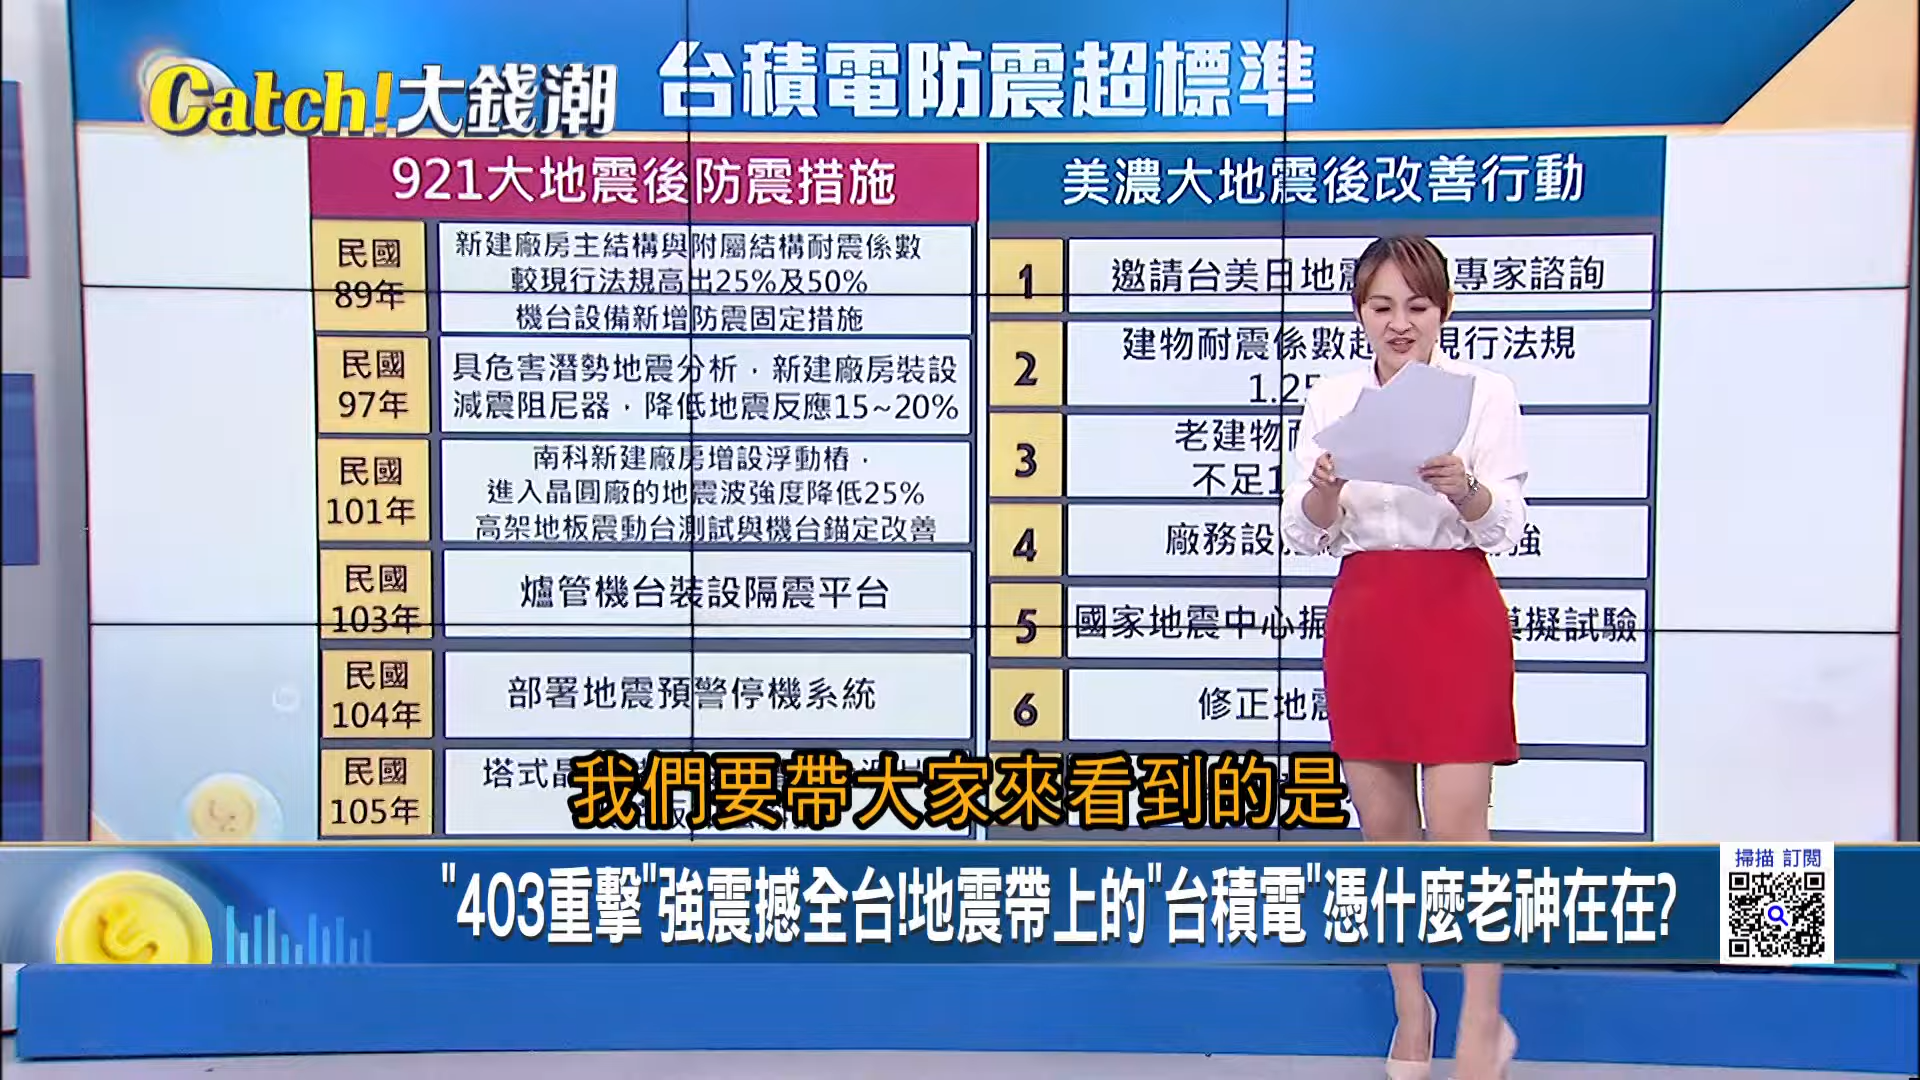 Catch!大錢潮
台積電防震超標準
921大地震後防震措施
民國
89年
新建廠房主結構與附屬結構耐震係數
較現行法規高出25%及50%
機台設備新增防震固定措施
民國
97年
具危害潛勢地震分析，新建廠房裝設
減震阻尼器，降低地震反應15~20%
民國
101年
南科新建廠房增設浮動樁，
進入晶圓廠的地震波強度降低25%
高架地板震動台測試與機台錨定改善
民國
103年
爐管機台裝設隔震平台
民國
104年
部署地震預警停機系統
民國
105年
塔式
美濃大地震後改善行動
1
邀請台美日地震 專家諮詢
2
建物耐震係數 現行法規
1.25
3
老建物
不足1
4
廠務設 強
5
國家地震中心振 模擬試驗
6
修正地震
我們要帶大家來看到的是
"403重擊"強震撼全台!地震帶上的"台積電"憑什麼老神在在?
掃描 訂閱